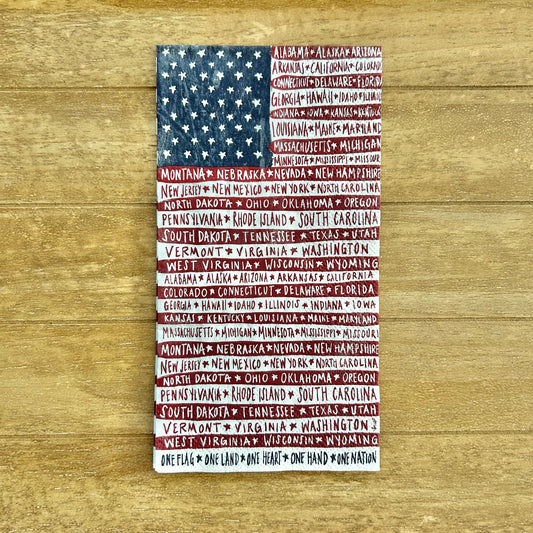 ALABAMA ★ ALASKA ★ ARIZONA
ARKANSAS ★ CALIFORNIA ★ COLORADO
CONNECTICUT ★ DELAWARE ★ FLORIDA
GEORGIA ★ HAWAII ★ IDAHO ★ ILLINOIS
INDIANA ★ IOWA ★ KANSAS ★ KENTUCKY
LOUISIANA ★ MAINE ★ MARYLAND
MASSACHUSETTS ★ MICHIGAN
MINNESOTA ★ MISSISSIPPI ★ MISSOURI
MONTANA ★ NEBRASKA ★ NEVADA ★ NEW HAMPSHIRE
NEW JERSEY ★ NEW MEXICO ★ NEW YORK ★ NORTH CAROLINA
NORTH DAKOTA ★ OHIO ★ OKLAHOMA ★ OREGON
PENNSYLVANIA ★ RHODE ISLAND ★ SOUTH CAROLINA
SOUTH DAKOTA ★ TENNESSEE ★ TEXAS ★ UTAH
VERMONT ★ VIRGINIA ★ WASHINGTON
WEST VIRGINIA ★ WISCONSIN ★ WYOMING
ALABAMA ★ ALASKA ★ ARIZONA ★ ARKANSAS ★ CALIFORNIA
COLORADO ★ CONNECTICUT ★ DELAWARE ★ FLORIDA
GEORGIA ★ HAWAII ★ IDAHO ★ ILLINOIS ★ INDIANA ★ IOWA
KANSAS ★ KENTUCKY ★ LOUISIANA ★ MAINE ★ MARYLAND
MASSACHUSETTS ★ MICHIGAN ★ MINNESOTA ★ MISSISSIPPI ★ MISSOURI
MONTANA ★ NEBRASKA ★ NEVADA ★ NEW HAMPSHIRE
NEW JERSEY ★ NEW MEXICO ★ NEW YORK ★ NORTH CAROLINA
NORTH DAKOTA ★ OHIO ★ OKLAHOMA ★ OREGON
PENNSYLVANIA ★ RHODE ISLAND ★ SOUTH CAROLINA
SOUTH DAKOTA ★ TENNESSEE ★ TEXAS ★ UTAH
VERMONT ★ VIRGINIA ★ WASHINGTON
WEST VIRGINIA ★ WISCONSIN ★ WYOMING
ONE FLAG ★ ONE LAND ★ ONE HEART ★ ONE HAND ★ ONE NATION